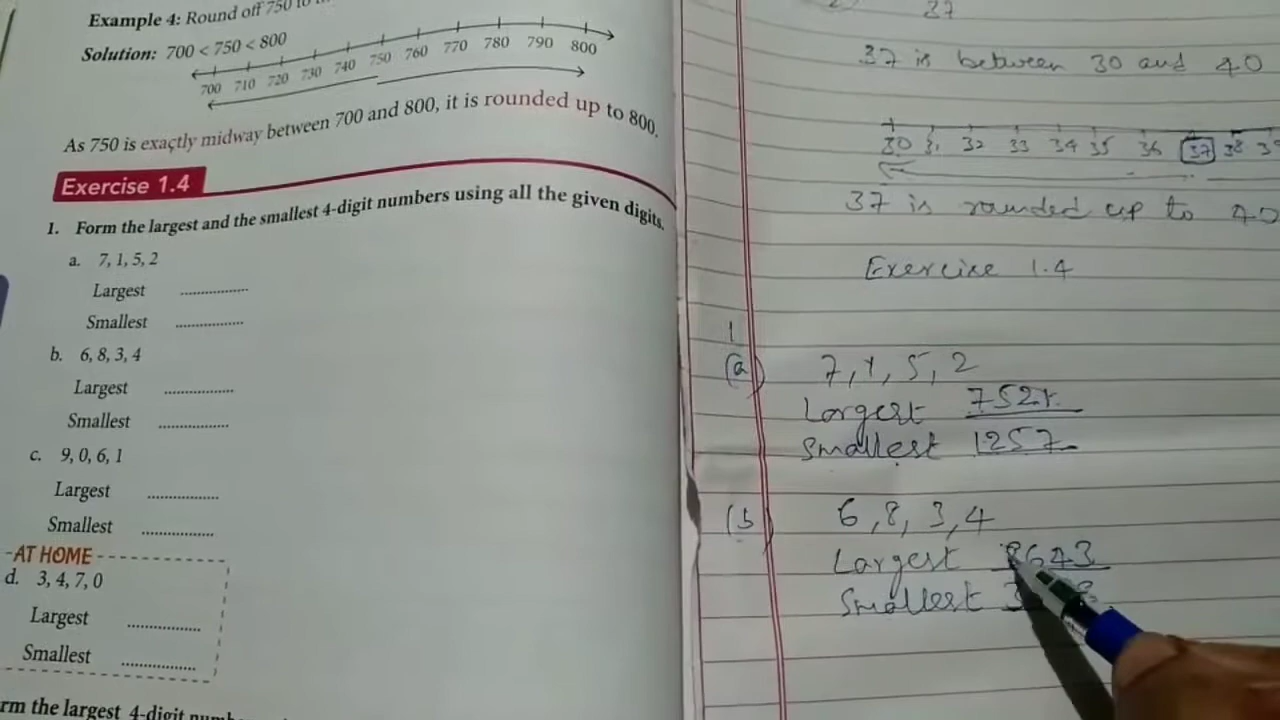 Example 4: Round off 750 to
Solution: 700 < 750 < 800
700 710 720 730 740 750 760 770 780 790 800
As 750 is exactly midway between 700 and 800, it is rounded up to 800.
Exercise 1.4
1. Form the largest and the smallest 4-digit numbers using all the given digits.
a. 7, 1, 5, 2
Largest ................
Smallest ................
b. 6, 8, 3, 4
Largest ................
Smallest ................
c. 9, 0, 6, 1
Largest ................
Smallest ................
AT HOME
d. 3, 4, 7, 0
Largest ................
Smallest ................
the largest 4-digit
37
37 is between 30 and 40
30 31 32 33 34 35 36 37 38 39
37 is rounded up to 40
Exercise 1.4
1
(a) 7, 1, 5, 2
Largest 7521
Smallest 1257
(b) 6, 8, 3, 4
Largest 8643
Smallest